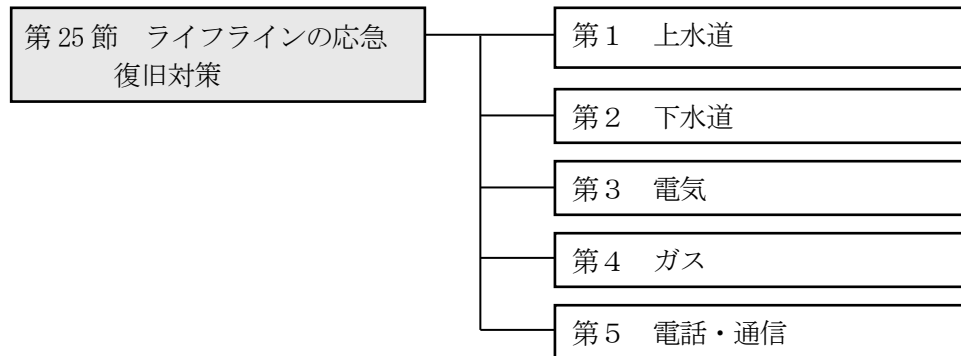 第25節　ライフラインの応急
復旧対策
第1　上水道
第2　下水道
第3　電気
第4　ガス
第5　電話・通信